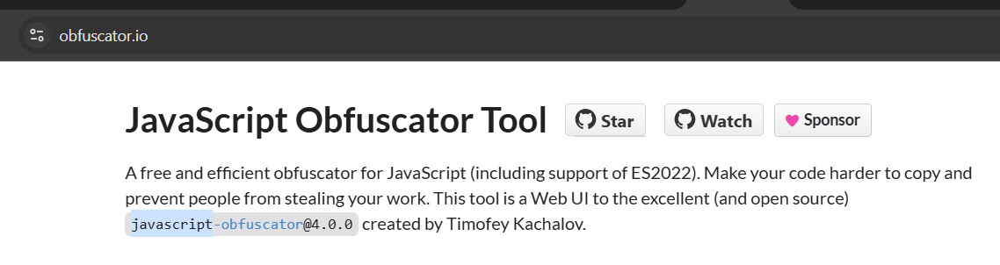 obfuscator.io
JavaScript Obfuscator Tool Star Watch Sponsor
A free and efficient obfuscator for JavaScript (including support of ES2022). Make your code harder to copy and
prevent people from stealing your work. This tool is a Web UI to the excellent (and open source)
javascript-obfuscator@4.0.0 created by Timofey Kachalov.